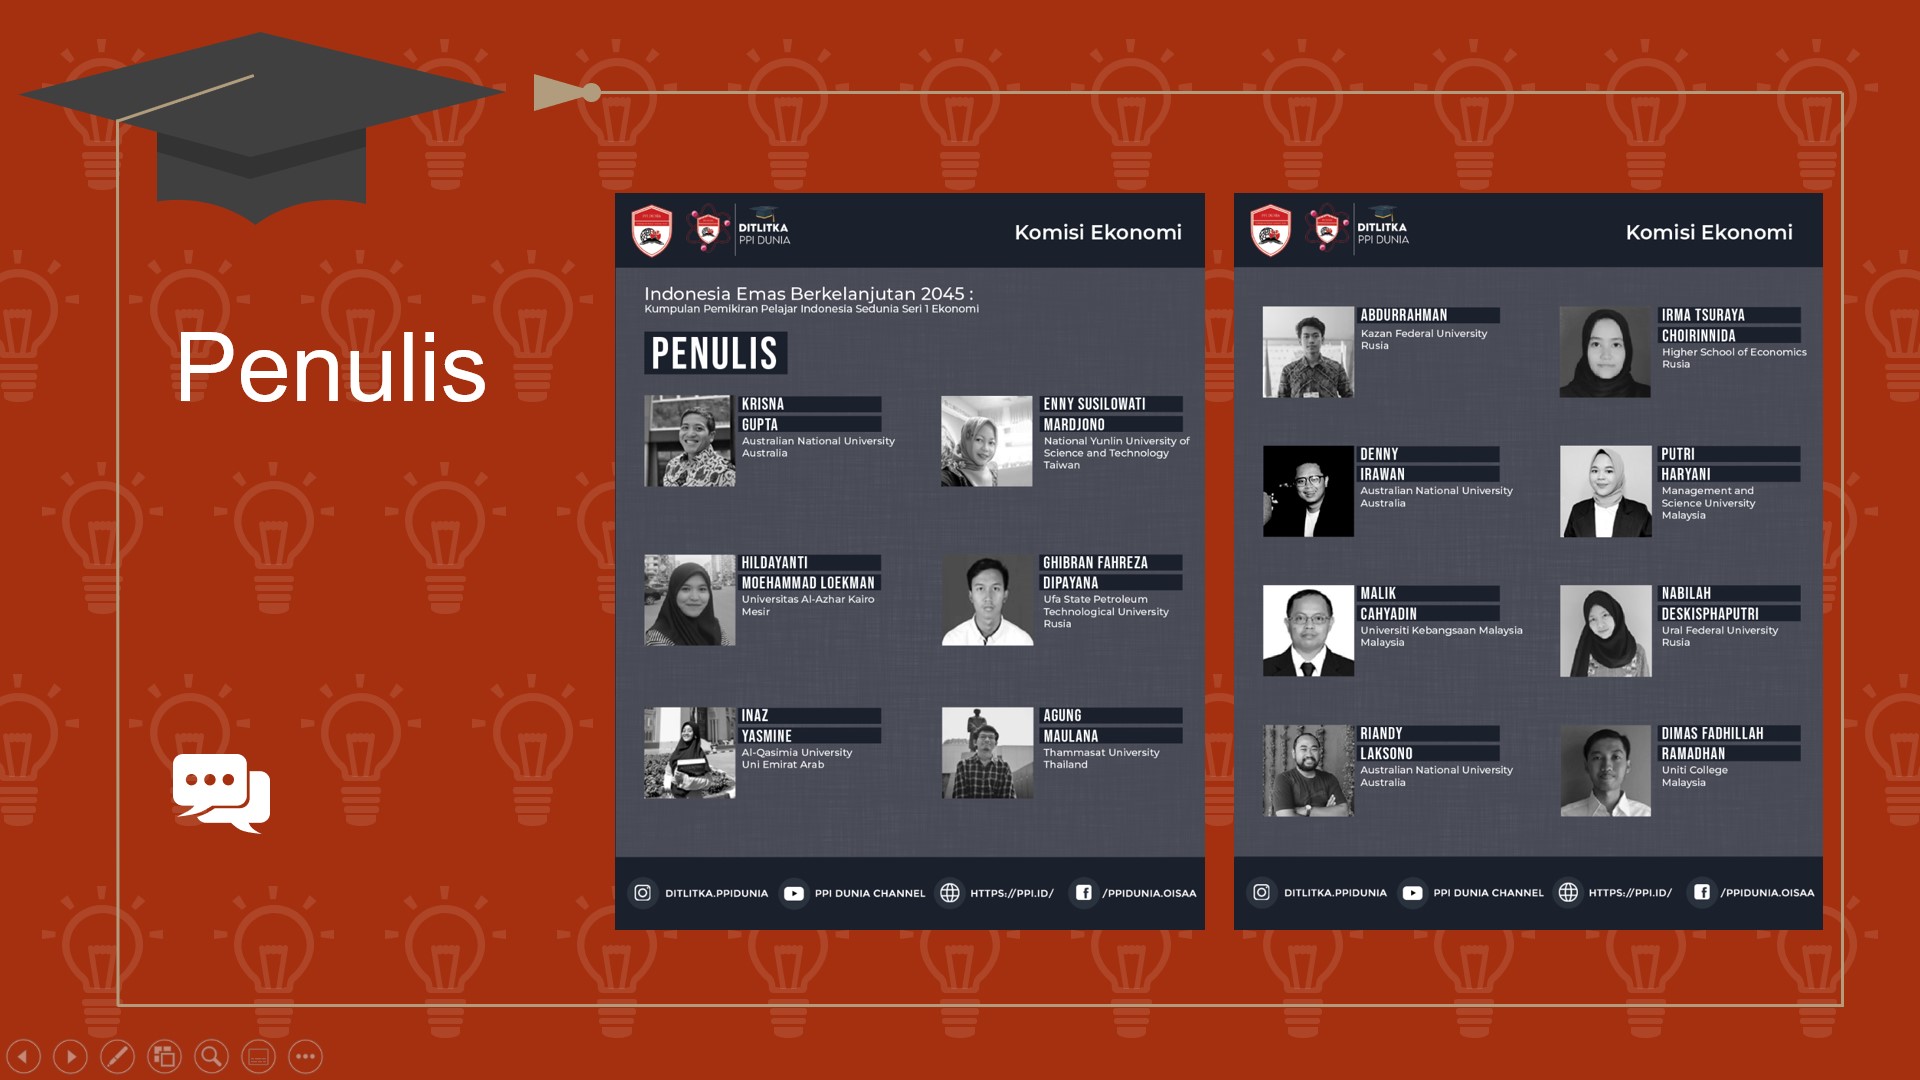 Penulis
DITLITKA
PPI DUNIA
Komisi Ekonomi
Indonesia Emas Berkelanjutan 2045 :
Kumpulan Pemikiran Pelajar Indonesia Sedunia Seri 1 Ekonomi
PENULIS
KRISNA
GUPTA
Australian National University
Australia
ENNY SUSILOWATI
MARDJONO
National Yunlin University of
Science and Technology
Taiwan
HILDAYANTI
MOEHAMMAD LOEKMAN
Universitas Al-Azhar Kairo
Mesir
GHIBRAN FAHREZA
DIPAYANA
Ufa State Petroleum
Technological University
Rusia
INAZ
YASMINE
Al-Qasimia University
Uni Emirat Arab
AGUNG
MAULANA
Thammasat University
Thailand
DITLITKA.PPIDUNIA
PPI DUNIA CHANNEL
HTTPS://PPI.ID/
/PPIDUNIA.OISAA
DITLITKA
PPI DUNIA
Komisi Ekonomi
ABDURRAHMAN
Kazan Federal University
Rusia
IRMA TSURAYA
CHOIRINNIDA
Higher School of Economics
Rusia
DENNY
IRAWAN
Australian National University
Australia
PUTRI
HARYANI
Management and
Science University
Malaysia
MALIK
CAHYADIN
Universiti Kebangsaan Malaysia
Malaysia
NABILAH
DESKISPHAPUTRI
Ural Federal University
Rusia
RIANDY
LAKSONO
Australian National University
Australia
DIMAS FADHILLAH
RAMADHAN
Uniti College
Malaysia
DITLITKA.PPIDUNIA
PPI DUNIA CHANNEL
HTTPS://PPI.ID/
/PPIDUNIA.OISAA